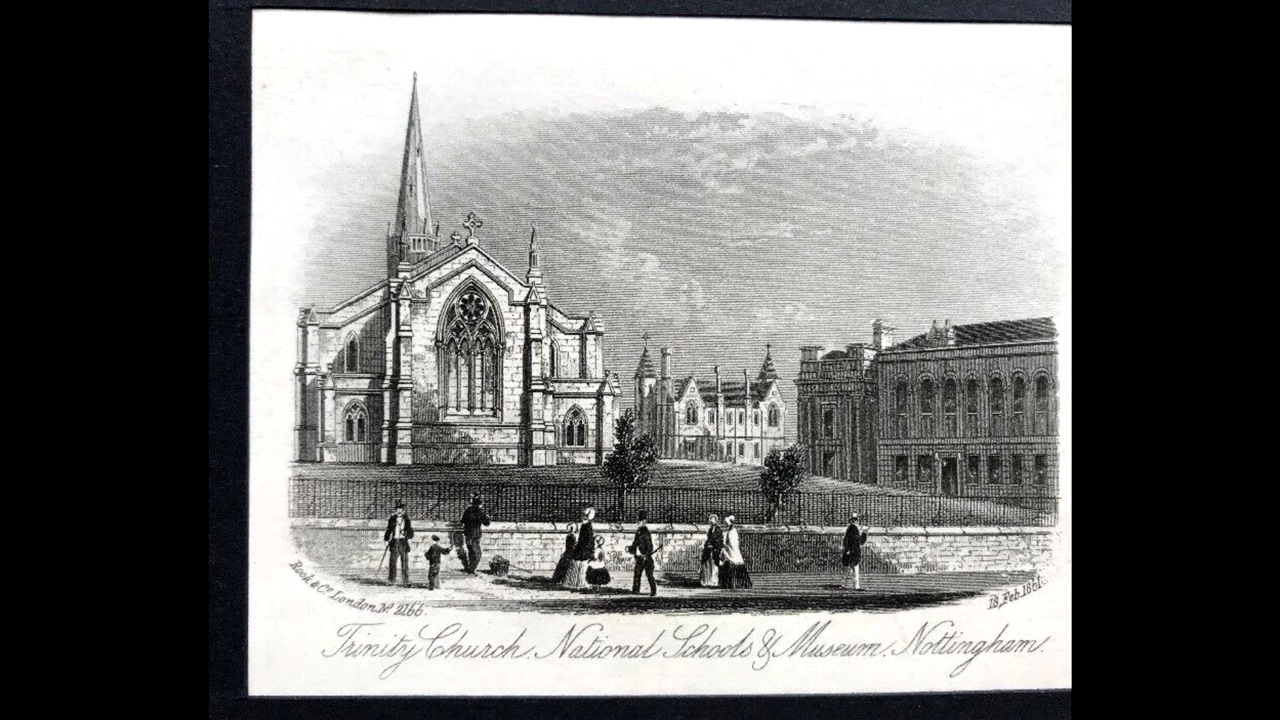 Rock & Co. London No. 2166.
18, Feb. 1861.
Trinity Church. National Schools & Museum. Nottingham.